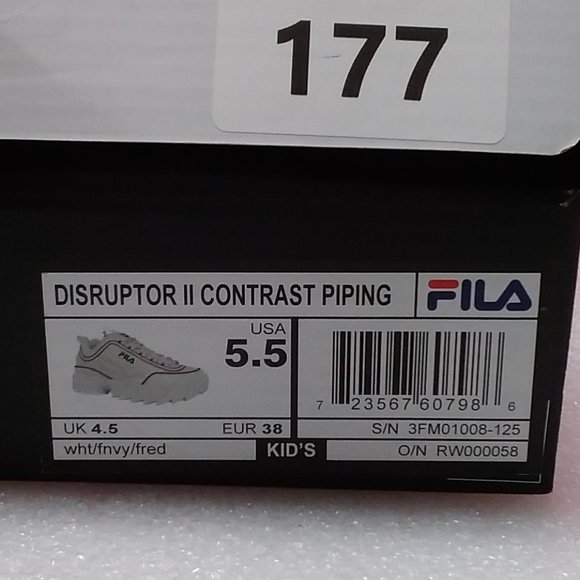 177
DISRUPTOR II CONTRAST PIPING
FILA
USA
5.5
FILA
7 23567 60798 6
UK 4.5 EUR 38
S/N 3FM01008-125
wht/fnvy/fred KID'S
O/N RW000058